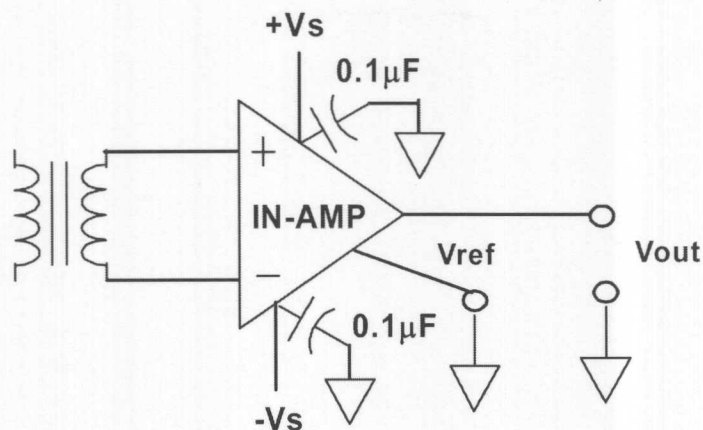 +Vs
0.1µF
+
IN-AMP
Vref
Vout
−
0.1µF
-Vs